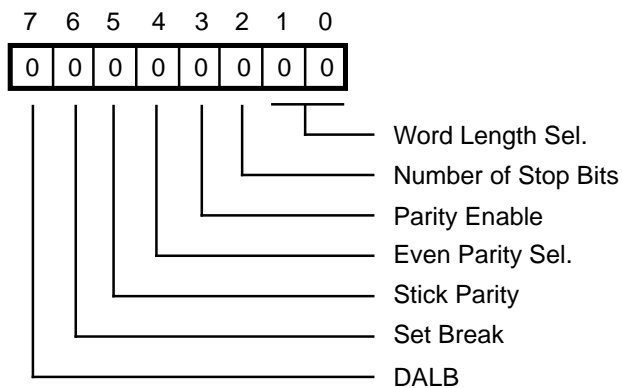 7 6 5 4 3 2 1 0
0 0 0 0 0 0 0 0
Word Length Sel.
Number of Stop Bits
Parity Enable
Even Parity Sel.
Stick Parity
Set Break
DALB